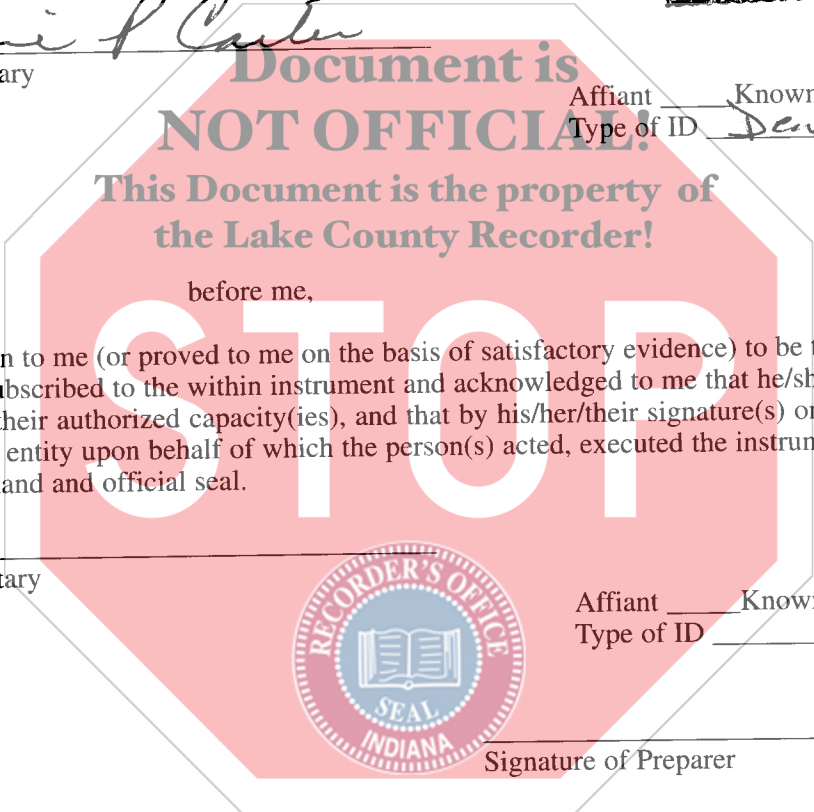 P Carter
ary
Document is
NOT OFFICIAL!
This Document is the property of
the Lake County Recorder!
Affiant _____Known
Type of ID
before me,
n to me (or proved to me on the basis of satisfactory evidence) to be t
ubscribed to the within instrument and acknowledged to me that he/sh
their authorized capacity(ies), and that by his/her/their signature(s) on
entity upon behalf of which the person(s) acted, executed the instrum
and and official seal.
STOP
tary
Affiant _____Known
Type of ID
RECORDER'S OFFICE
SEAL
INDIANA
Signature of Preparer